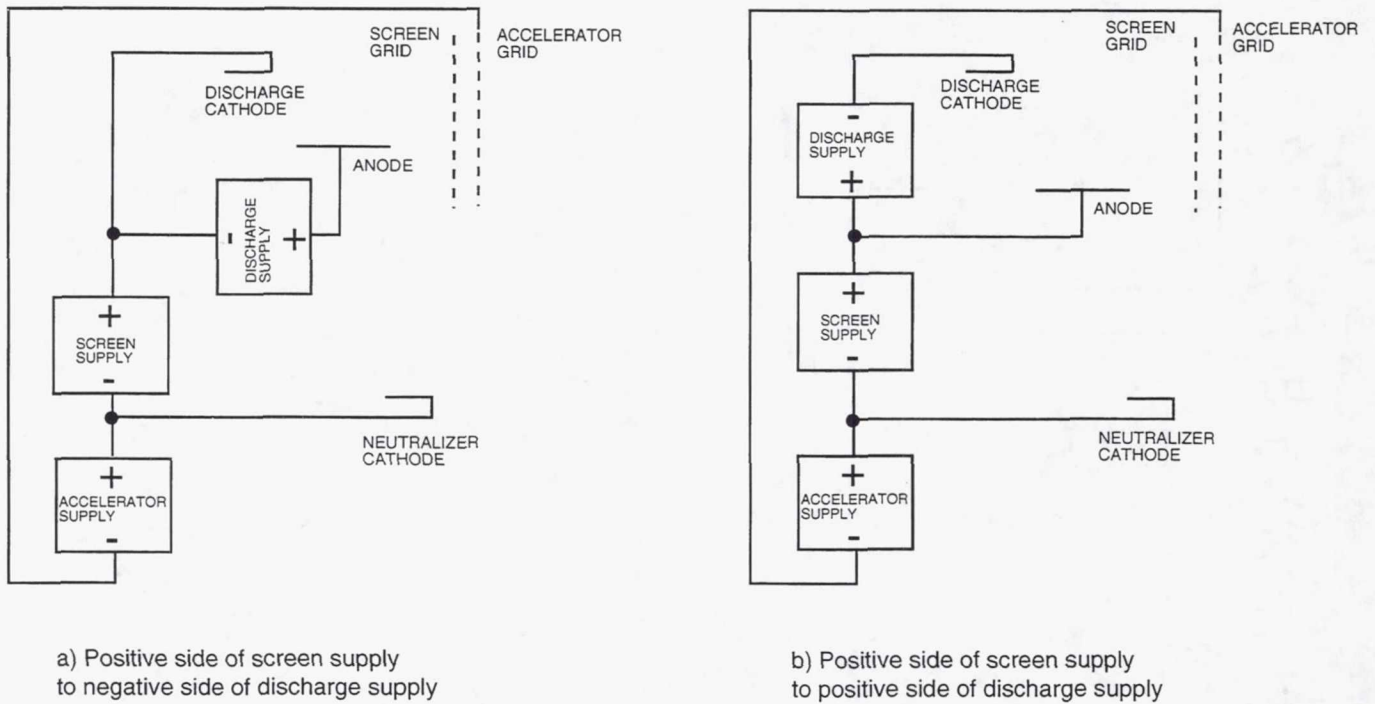 SCREEN
GRID
ACCELERATOR
GRID
DISCHARGE
CATHODE
ANODE
-
+
DISCHARGE
SUPPLY
+
SCREEN
SUPPLY
-
NEUTRALIZER
CATHODE
+
ACCELERATOR
SUPPLY
-
a) Positive side of screen supply
to negative side of discharge supply
SCREEN
GRID
ACCELERATOR
GRID
DISCHARGE
CATHODE
-
DISCHARGE
SUPPLY
+
ANODE
+
SCREEN
SUPPLY
-
NEUTRALIZER
CATHODE
+
ACCELERATOR
SUPPLY
-
b) Positive side of screen supply
to positive side of discharge supply